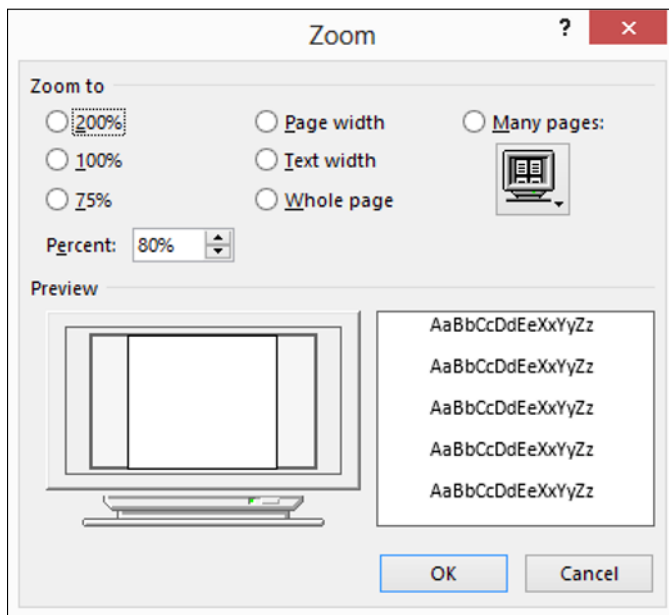 Zoom ?
Zoom to
200% Page width Many pages:
100% Text width
75% Whole page
Percent: 80%
Preview
AaBbCcDdEeXxYyZz
AaBbCcDdEeXxYyZz
AaBbCcDdEeXxYyZz
AaBbCcDdEeXxYyZz
AaBbCcDdEeXxYyZz
OK Cancel